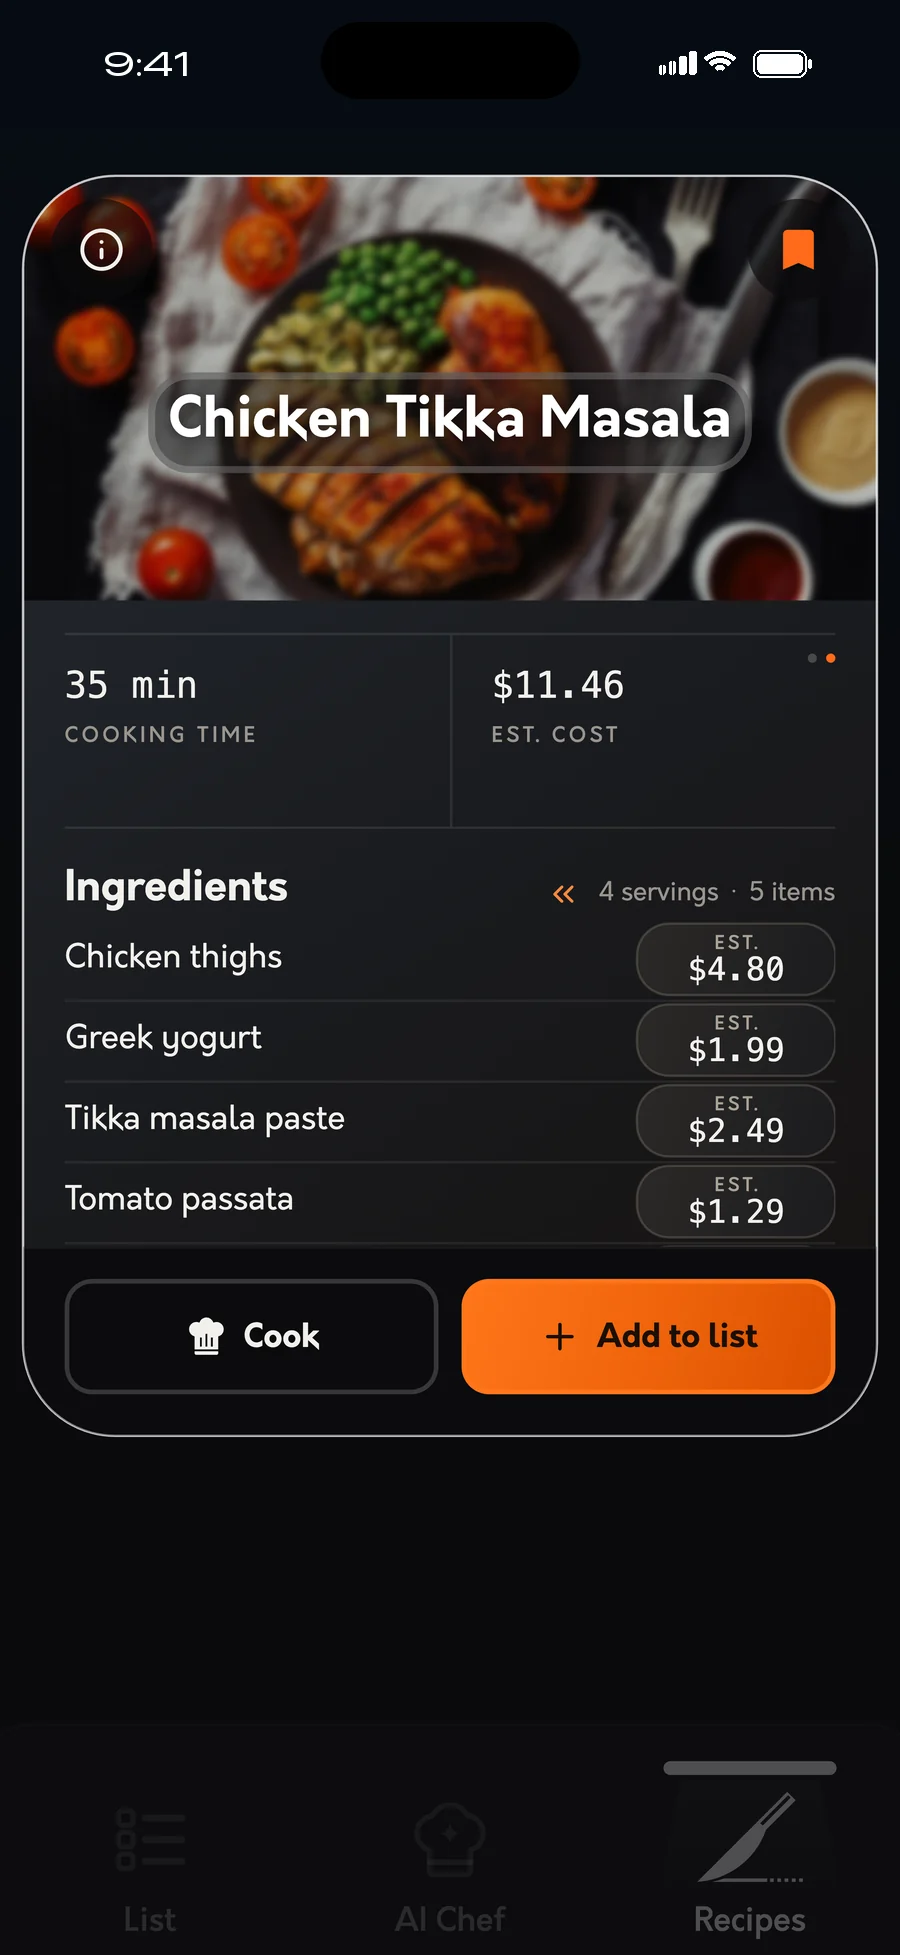 9:41
Chicken Tikka Masala
35 min
COOKING TIME
$11.46
EST. COST
Ingredients
4 servings · 5 items
Chicken thighs
EST.
$4.80
Greek yogurt
EST.
$1.99
Tikka masala paste
EST.
$2.49
Tomato passata
EST.
$1.29
Cook
+ Add to list
List
AI Chef
Recipes